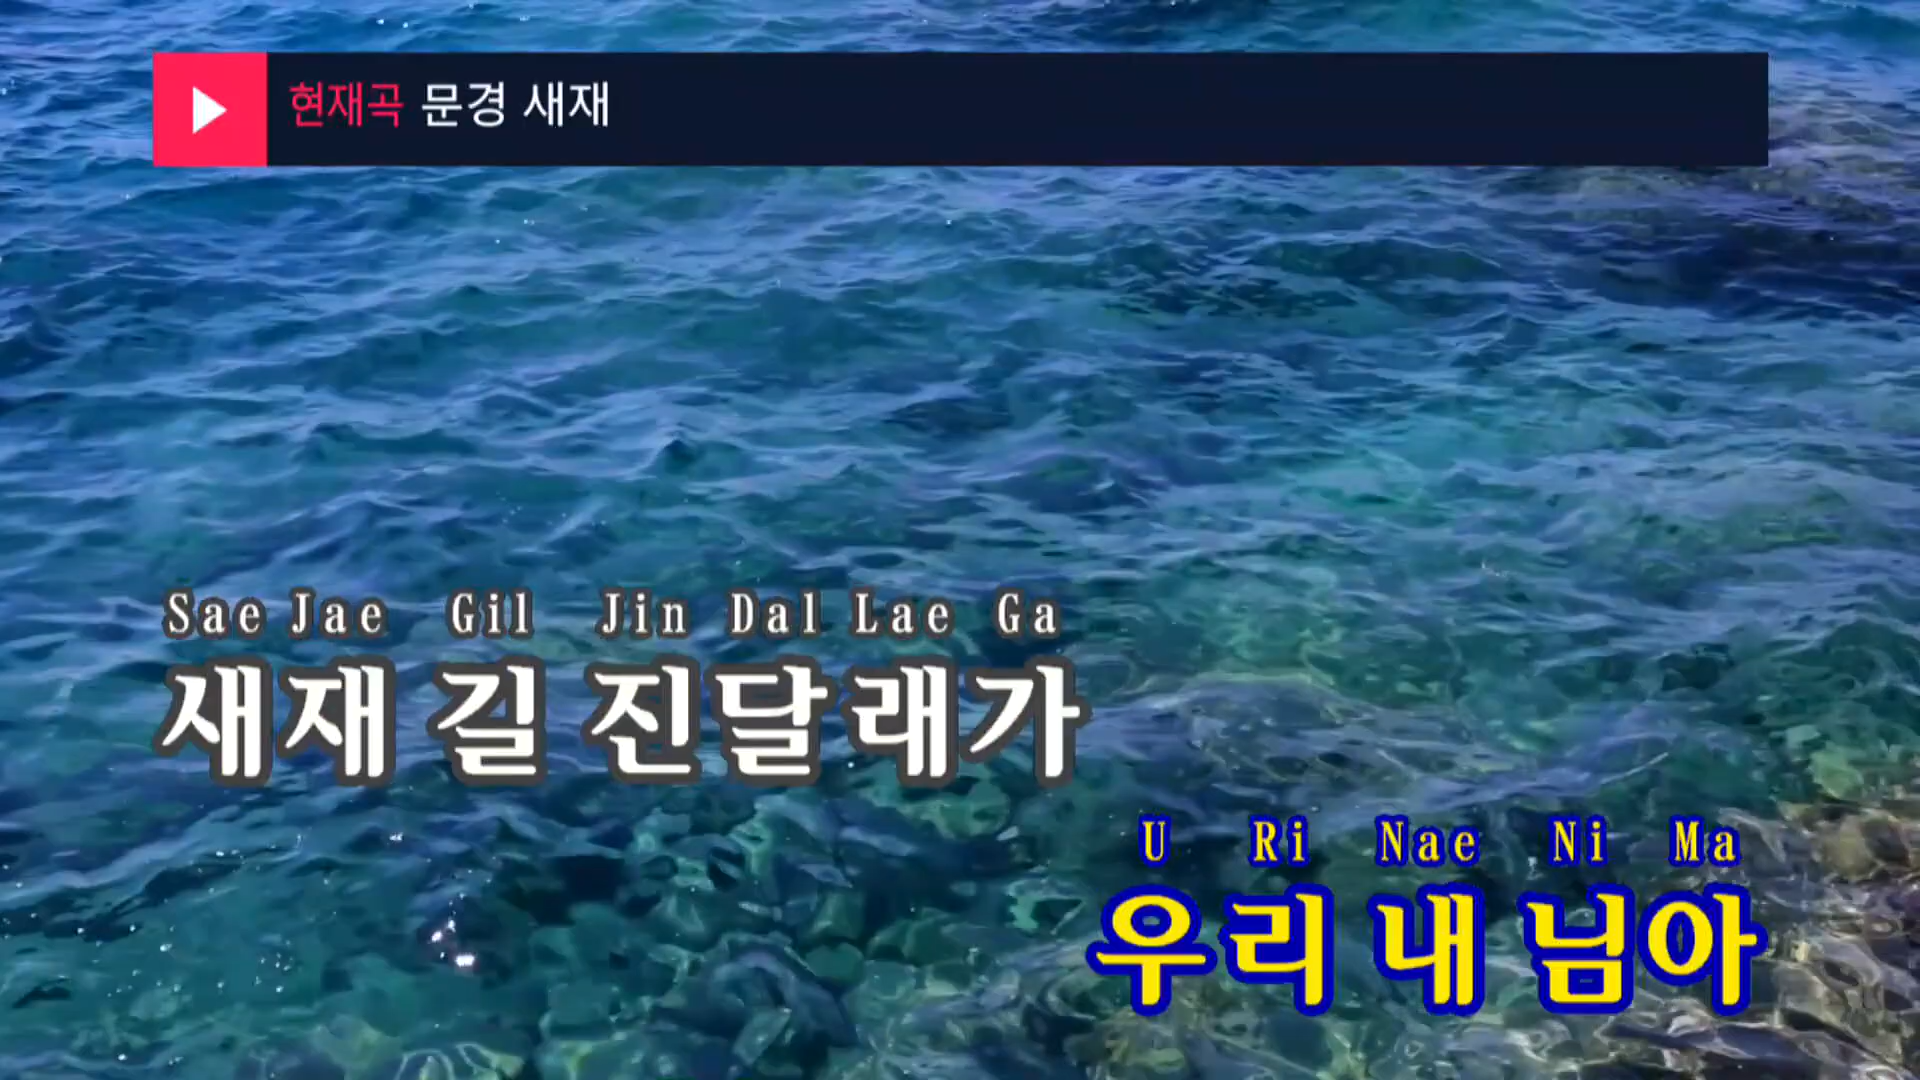 현재곡 문경 새재
Sae Jae Gil Jin Dal Lae Ga
새재 길 진달래가
U Ri Nae Ni Ma
우리 내 님아